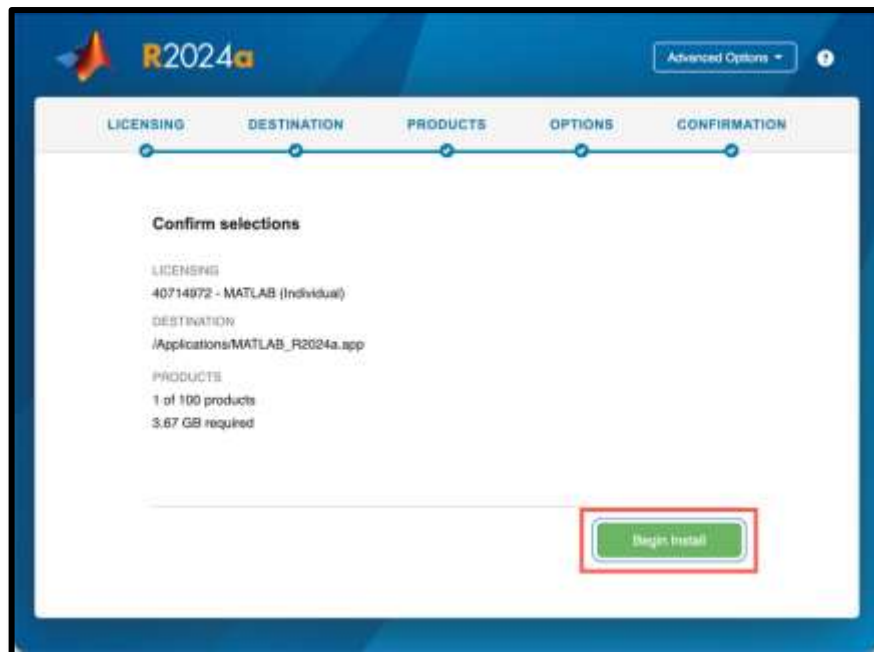 R2024a
Advanced Options
?
LICENSING DESTINATION PRODUCTS OPTIONS CONFIRMATION
Confirm selections
LICENSING
40714972 - MATLAB (Individual)
DESTINATION
/Applications/MATLAB_R2024a.app
PRODUCTS
1 of 100 products
3.67 GB required
Begin Install